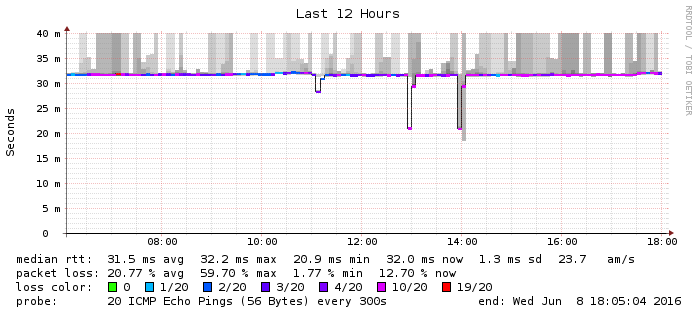 Last 12 Hours
RRDTOOL / TOBI OETIKER
Seconds
40 m
35 m
30 m
25 m
20 m
15 m
10 m
5 m
0
08:00 10:00 12:00 14:00 16:00 18:00
median rtt: 31.5 ms avg 32.2 ms max 20.9 ms min 32.0 ms now 1.3 ms sd 23.7 am/s
packet loss: 20.77 % avg 59.70 % max 1.77 % min 12.70 % now
loss color: 0 1/20 2/20 3/20 4/20 10/20 19/20
probe: 20 ICMP Echo Pings (56 Bytes) every 300s end: Wed Jun 8 18:05:04 2016